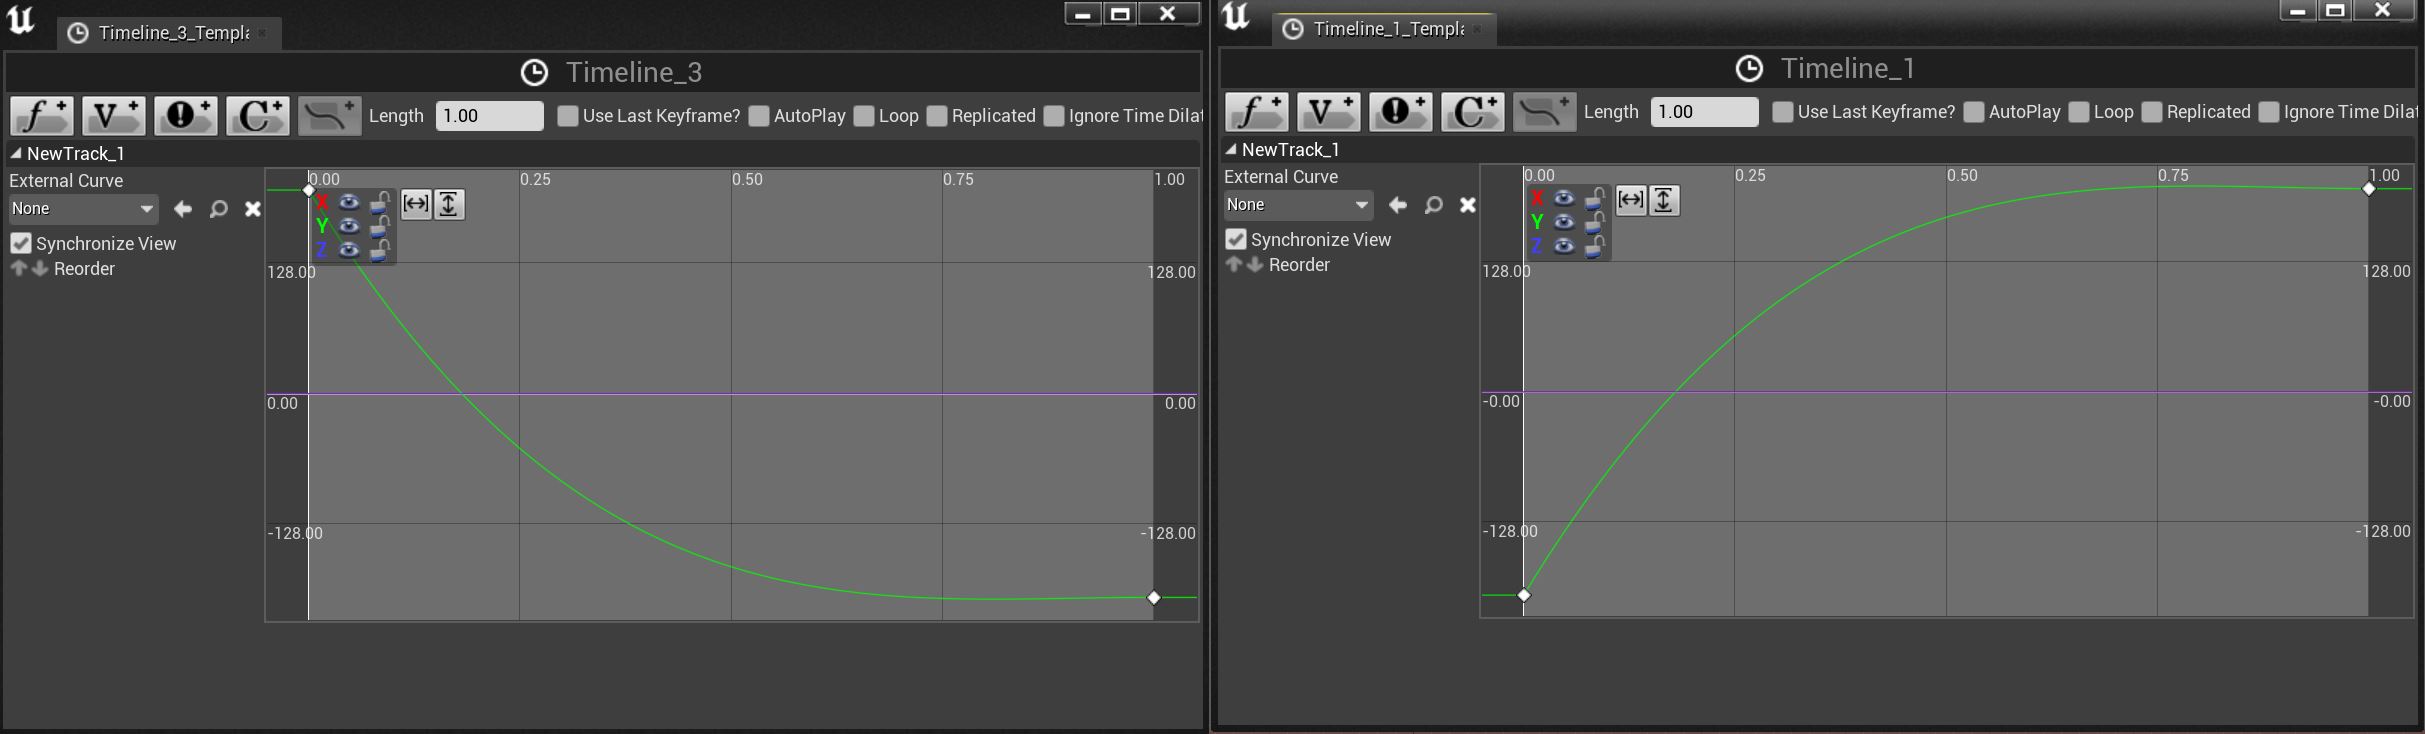 Timeline_3_Templa
Timeline_3
Length 1.00 Use Last Keyframe? AutoPlay Loop Replicated Ignore Time Dilat
NewTrack_1
External Curve
None
Synchronize View
Reorder
0.00 0.25 0.50 0.75 1.00
X
Y
Z
128.00 128.00
0.00 0.00
-128.00 -128.00
Timeline_1_Templa
Timeline_1
Length 1.00 Use Last Keyframe? AutoPlay Loop Replicated Ignore Time Dilat
NewTrack_1
External Curve
None
Synchronize View
Reorder
0.00 0.25 0.50 0.75 1.00
X
Y
Z
128.00 128.00
-0.00 -0.00
-128.00 -128.00